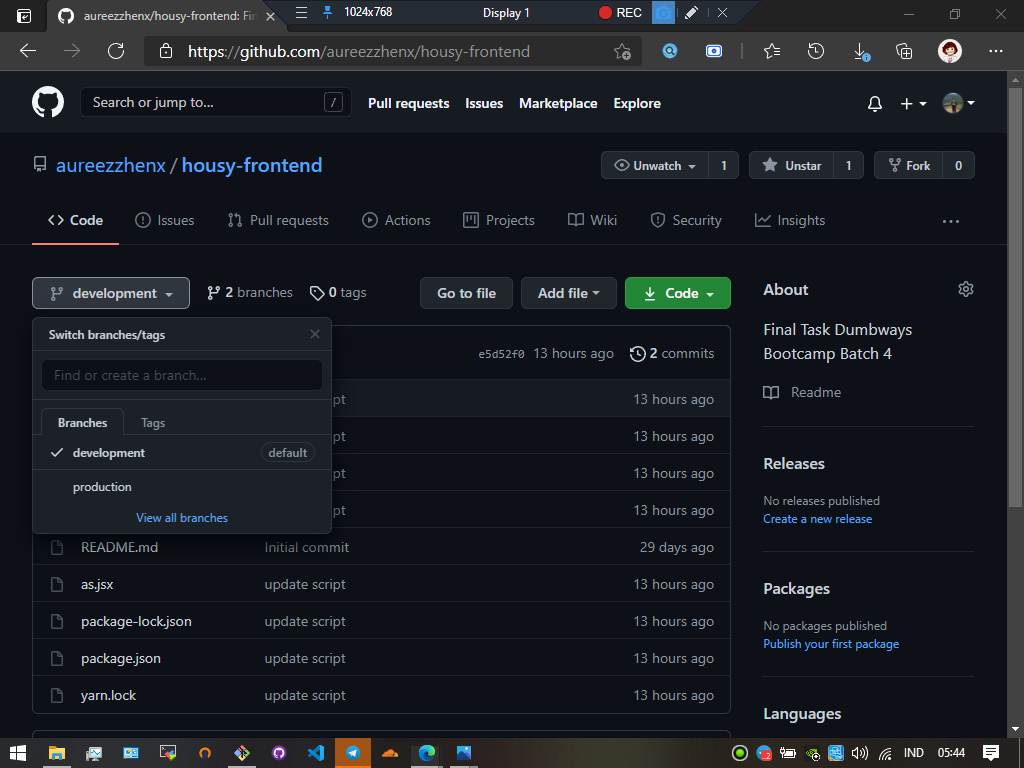 aureezzhenx/housy-frontend: Fin
1024x768
Display 1
REC
https://github.com/aureezzhenx/housy-frontend
Search or jump to...
/
Pull requests
Issues
Marketplace
Explore
aureezzhenx / housy-frontend
Unwatch 1
Unstar 1
Fork 0
Code
Issues
Pull requests
Actions
Projects
Wiki
Security
Insights
development
2 branches
0 tags
Go to file
Add file
Code
Switch branches/tags
Find or create a branch...
Branches
Tags
development
default
production
View all branches
e5d52f0 13 hours ago
2 commits
pt 13 hours ago
pt 13 hours ago
pt 13 hours ago
pt 13 hours ago
README.md Initial commit 29 days ago
as.jsx update script 13 hours ago
package-lock.json update script 13 hours ago
package.json update script 13 hours ago
yarn.lock update script 13 hours ago
About
Final Task Dumbways
Bootcamp Batch 4
Readme
Releases
No releases published
Create a new release
Packages
No packages published
Publish your first package
Languages
2
IND
05:44